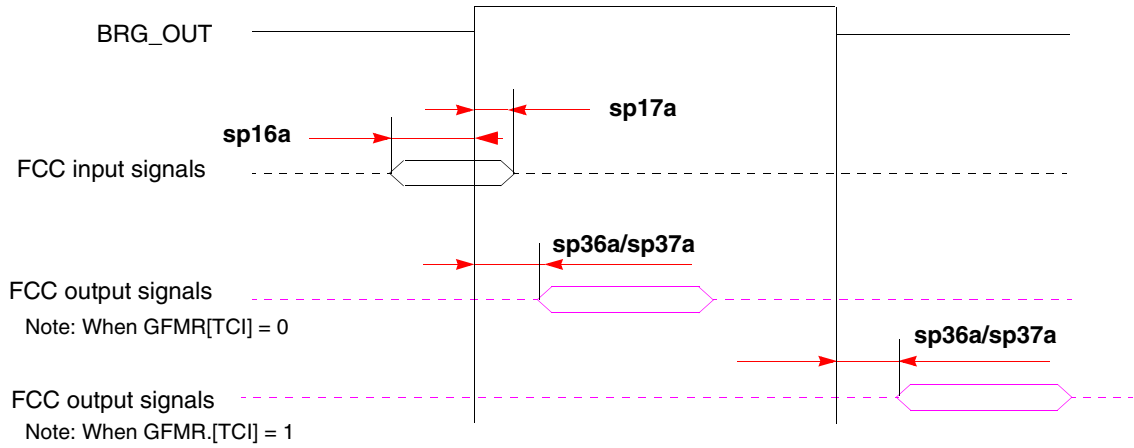 BRG_OUT
sp17a
sp16a
FCC input signals
sp36a/sp37a
FCC output signals
Note: When GFMR[TCI] = 0
sp36a/sp37a
FCC output signals
Note: When GFMR.[TCI] = 1